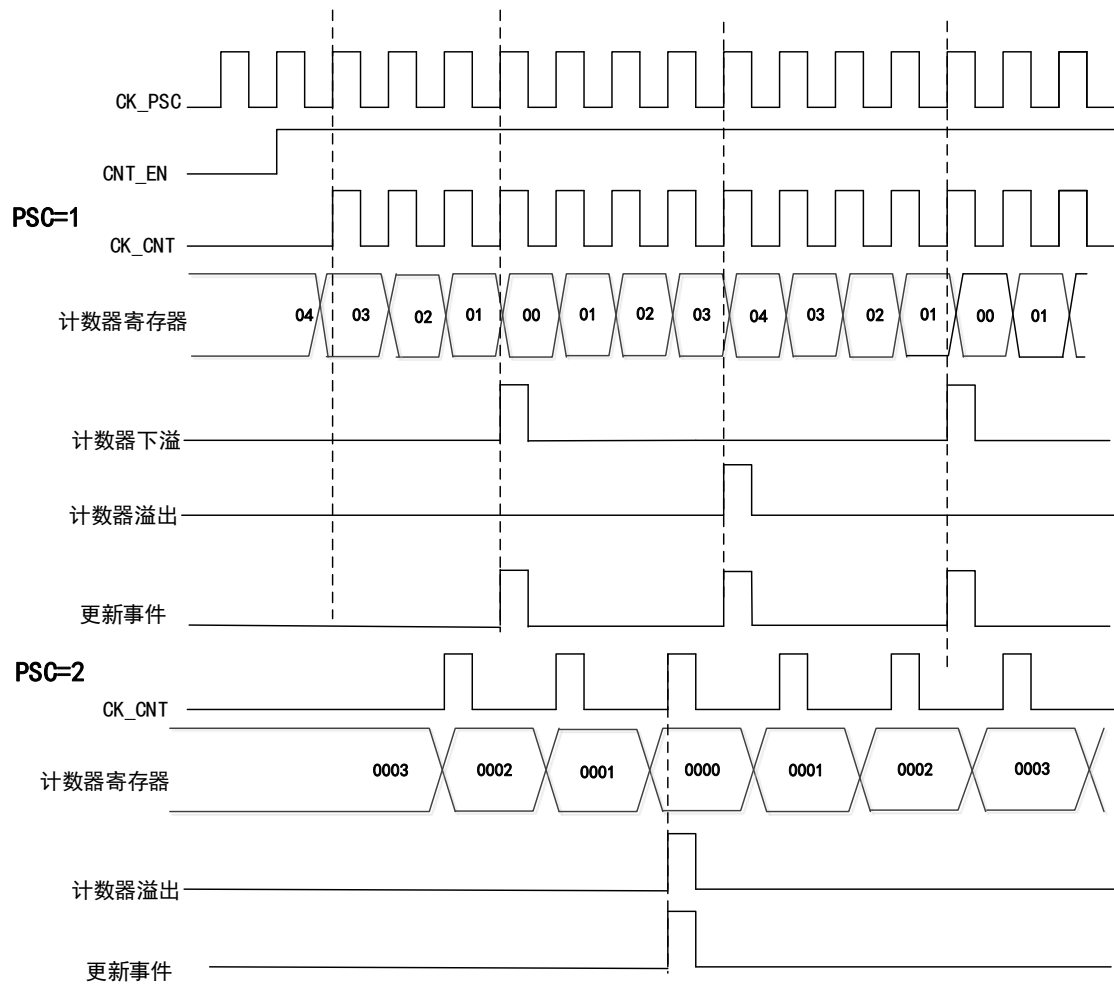 CK_PSC
CNT_EN
PSC=1
CK_CNT
计数器寄存器 04 03 02 01 00 01 02 03 04 03 02 01 00 01
计数器下溢
计数器溢出
更新事件
PSC=2
CK_CNT
计数器寄存器 0003 0002 0001 0000 0001 0002 0003
计数器溢出
更新事件